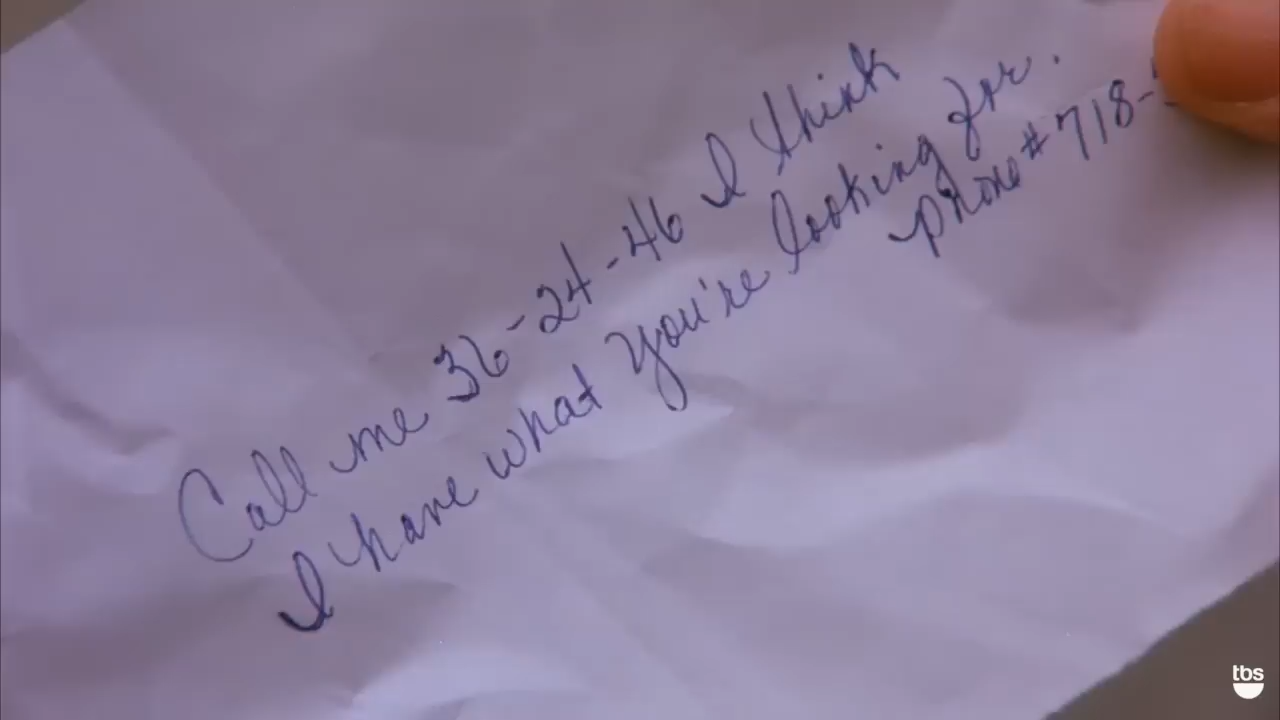 Call me 36-24-46 I think
I have what you're looking for.
phone # 718-
tbs